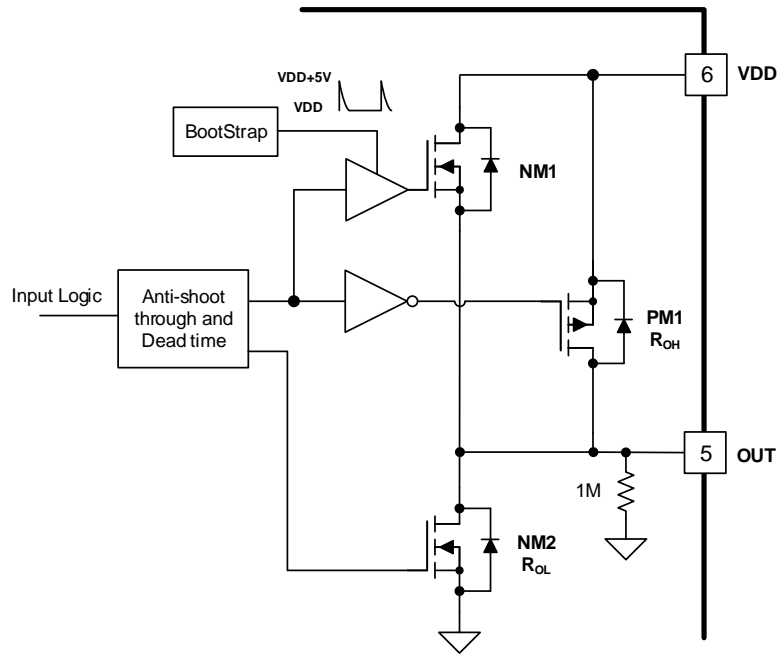 6
VDD
VDD+5V
VDD
BootStrap
NM1
Input Logic
Anti-shoot
through and
Dead time
PM1
ROH
5
OUT
1M
NM2
ROL